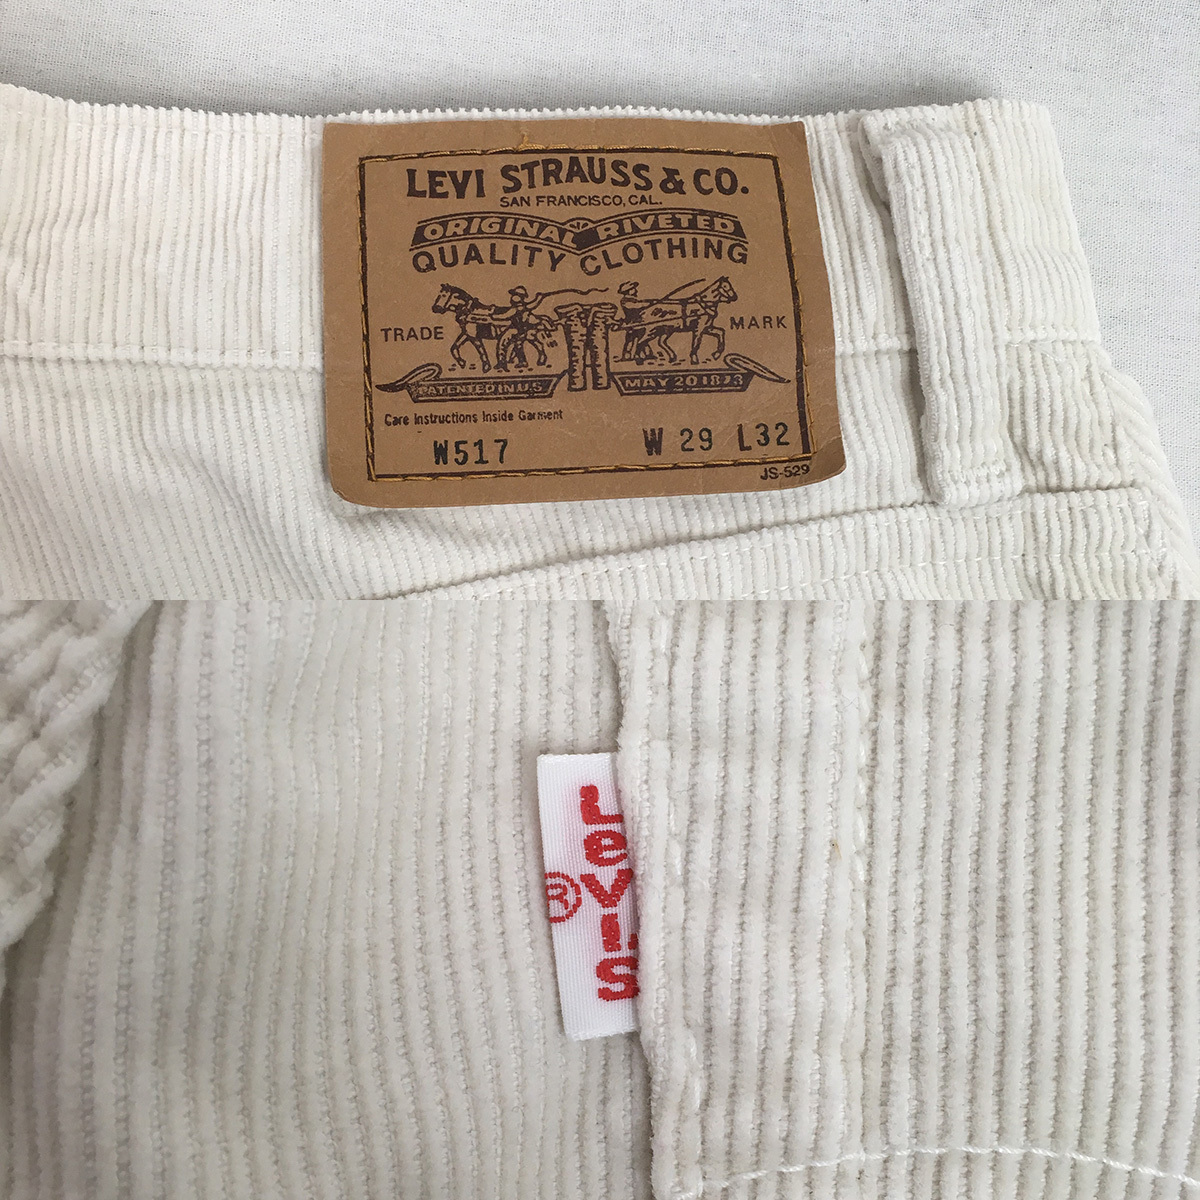 LEVI STRAUSS & CO.
SAN FRANCISCO, CAL.
ORIGINAL RIVETED
QUALITY CLOTHING
TRADE MARK
PATENTED IN U.S. MAY 20 1873
Care Instructions Inside Garment
W517 W 29 L32
JS-529
LeVI'S
®